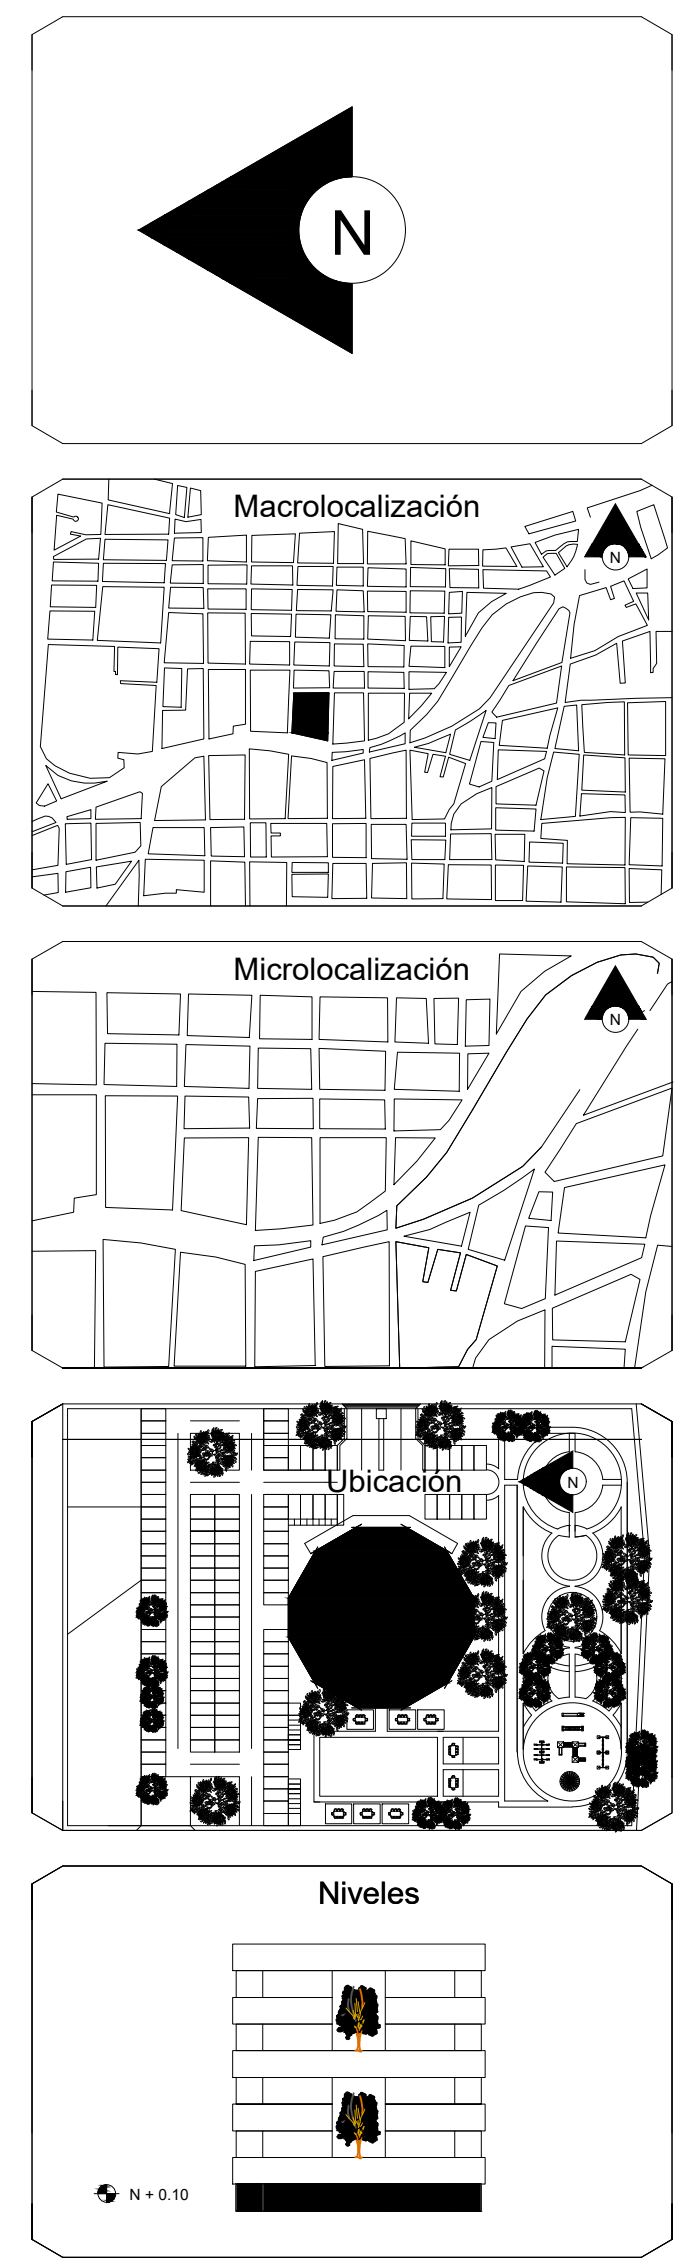 N
Macrolocalización
N
Microlocalización
N
Ubicación
N
Niveles
N + 0.10